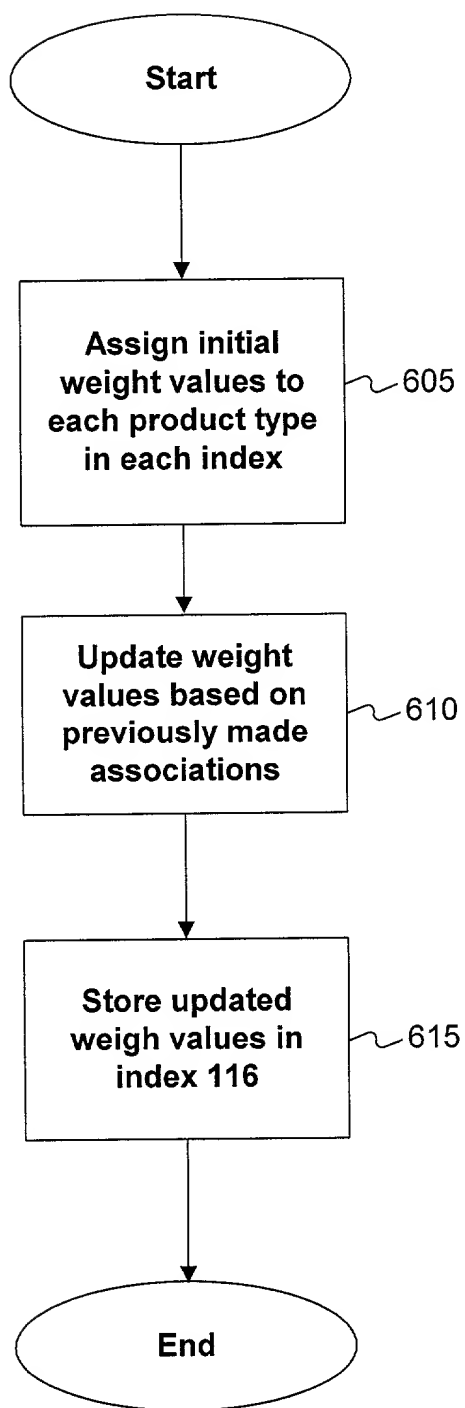 Start
Assign initial
weight values to
each product type
in each index
605
Update weight
values based on
previously made
associations
610
Store updated
weigh values in
index 116
615
End